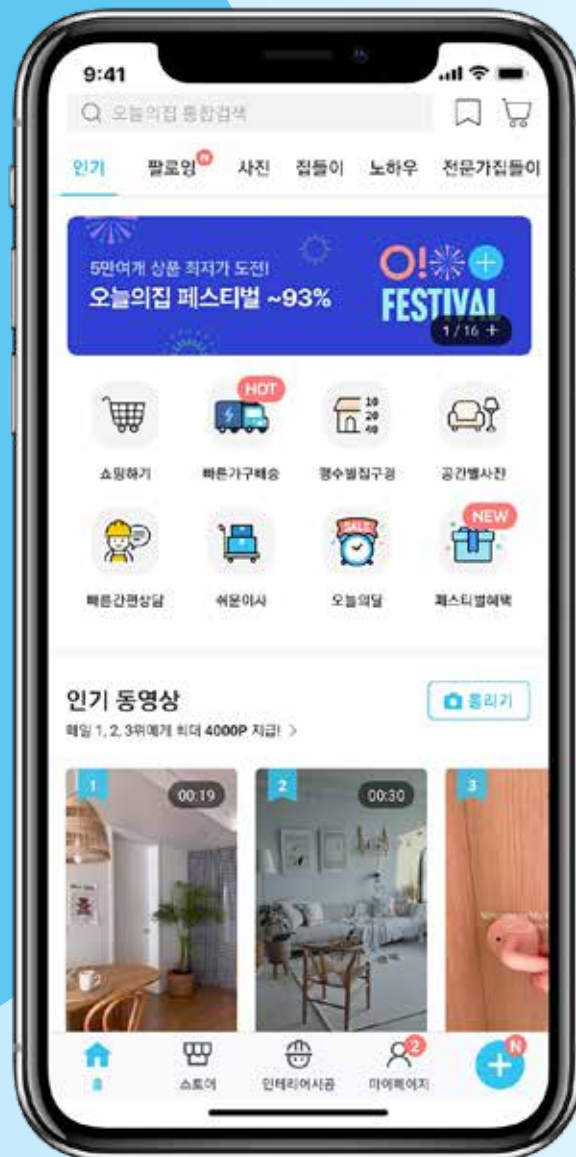 9:41
오늘의집 통합검색
인기 팔로잉 N 사진 집들이 노하우 전문가집들이
5만여개 상품 최저가 도전!
오늘의집 페스티벌 ~93%
O!
FESTIVAL
1 / 16 +
HOT
10
20
40
쇼핑하기 빠른가구배송 평수별집구경 공간별사진
SALE
NEW
빠른간편상담 쉬운이사 오늘의딜 페스티벌혜택
인기 동영상
올리기
매일 1, 2, 3위에게 최대 4000P 지급! >
1 00:19 2 00:30 3
2 N
홈 스토어 인테리어시공 마이페이지